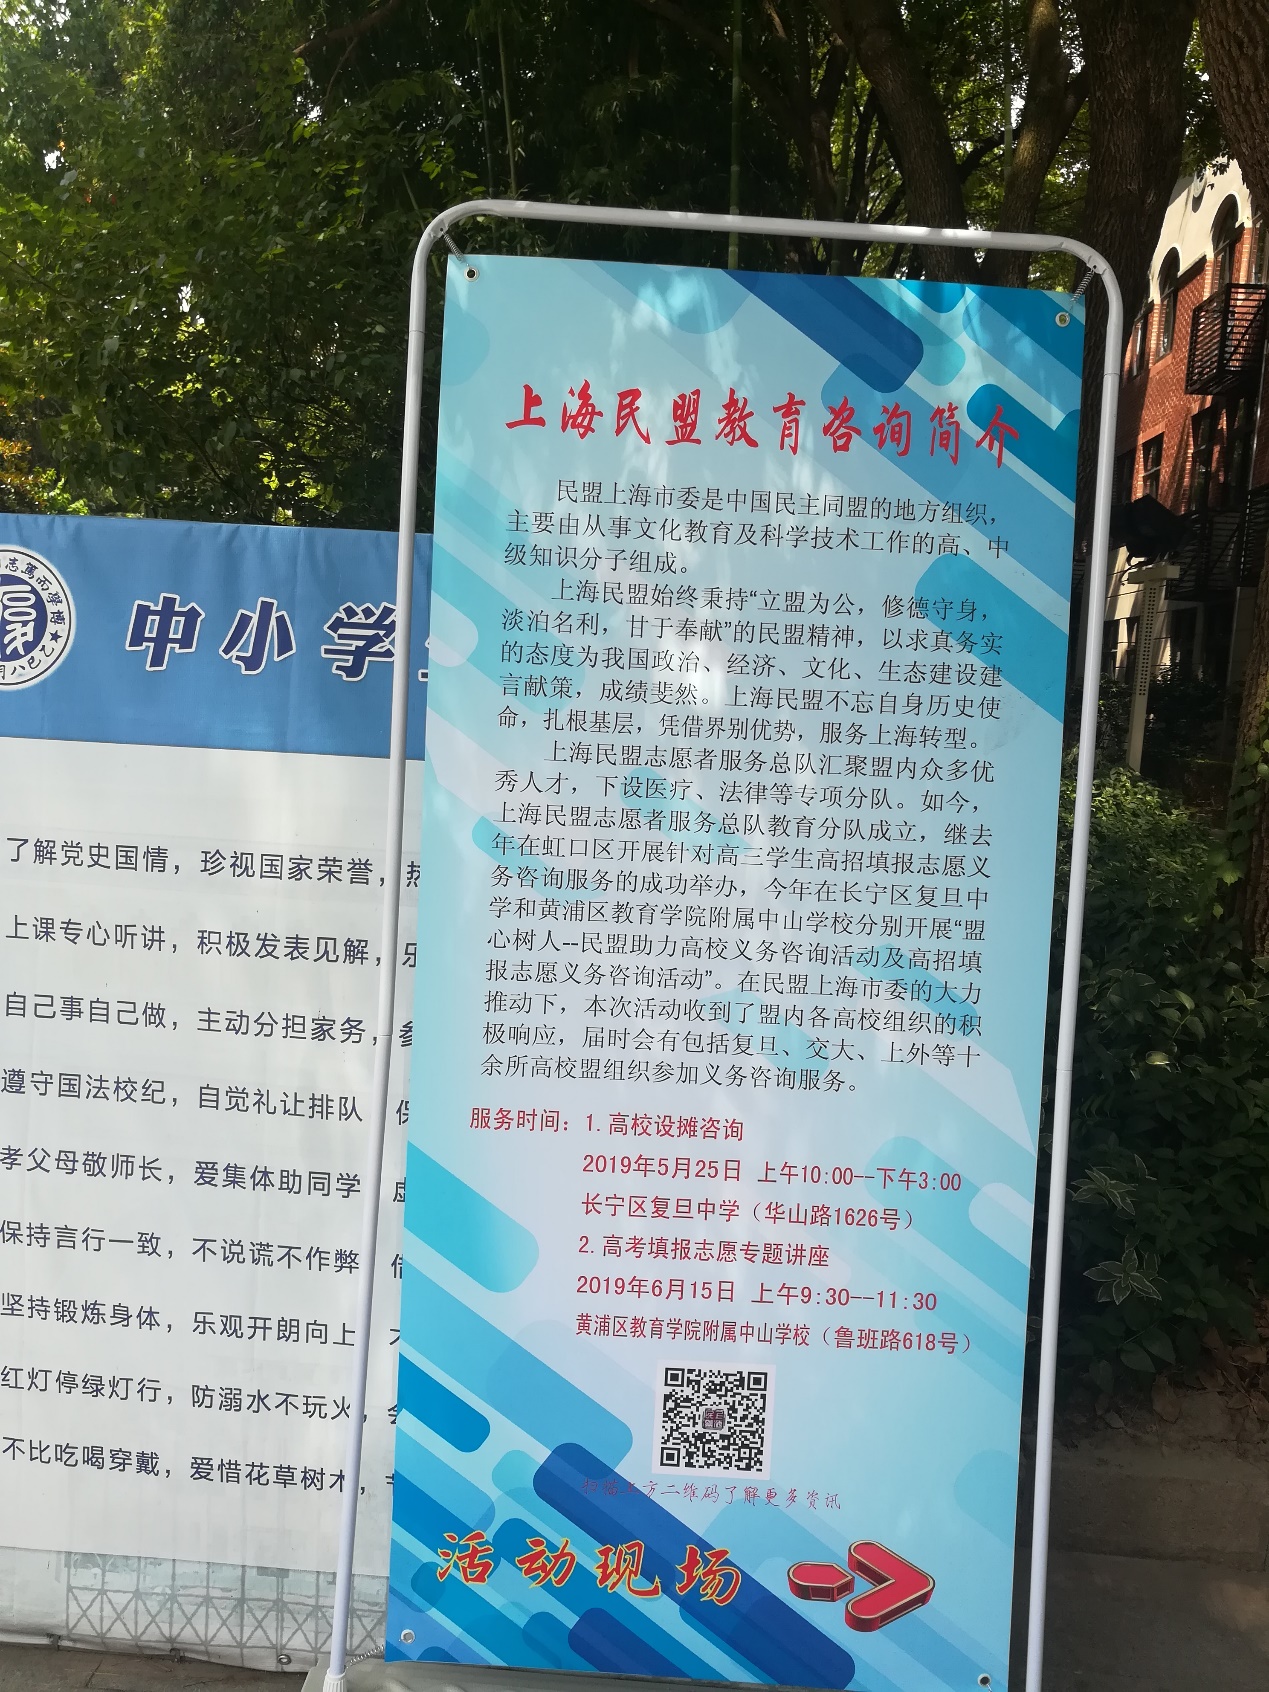 上海民盟教育咨询简介
民盟上海市委是中国民主同盟的地方组织，
主要由从事文化教育及科学技术工作的高、中
级知识分子组成。
上海民盟始终秉持“立盟为公，修德守身，
淡泊名利，甘于奉献”的民盟精神，以求真务实
的态度为我国政治、经济、文化、生态建设建
言献策，成绩斐然。上海民盟不忘自身历史使
命，扎根基层，凭借界别优势，服务上海转型。
上海民盟志愿者服务总队汇聚盟内众多优
秀人才，下设医疗、法律等专项分队。如今，
上海民盟志愿者服务总队教育分队成立，继去
年在虹口区开展针对高三学生高招填报志愿义
务咨询服务的成功举办，今年在长宁区复旦中
学和黄浦区教育学院附属中山学校分别开展“盟
心树人--民盟助力高校义务咨询活动及高招填
报志愿义务咨询活动”。在民盟上海市委的大力
推动下，本次活动收到了盟内各高校组织的积
极响应，届时会有包括复旦、交大、上外等十
余所高校盟组织参加义务咨询服务。
服务时间：1.高校设摊咨询
2019年5月25日 上午10:00--下午3:00
长宁区复旦中学（华山路1626号）
2.高考填报志愿专题讲座
2019年6月15日 上午9:30--11:30
黄浦区教育学院附属中山学校（鲁班路618号）
扫描上方二维码了解更多资讯
活动现场
中小学
了解党史国情，珍视国家荣誉，热
上课专心听讲，积极发表见解，乐
自己事自己做，主动分担家务，参
遵守国法校纪，自觉礼让排队 保
孝父母敬师长，爱集体助同学 虚
保持言行一致，不说谎不作弊 借
坚持锻炼身体，乐观开朗向上
红灯停绿灯行，防溺水不玩火，会
不比吃喝穿戴，爱惜花草树木，